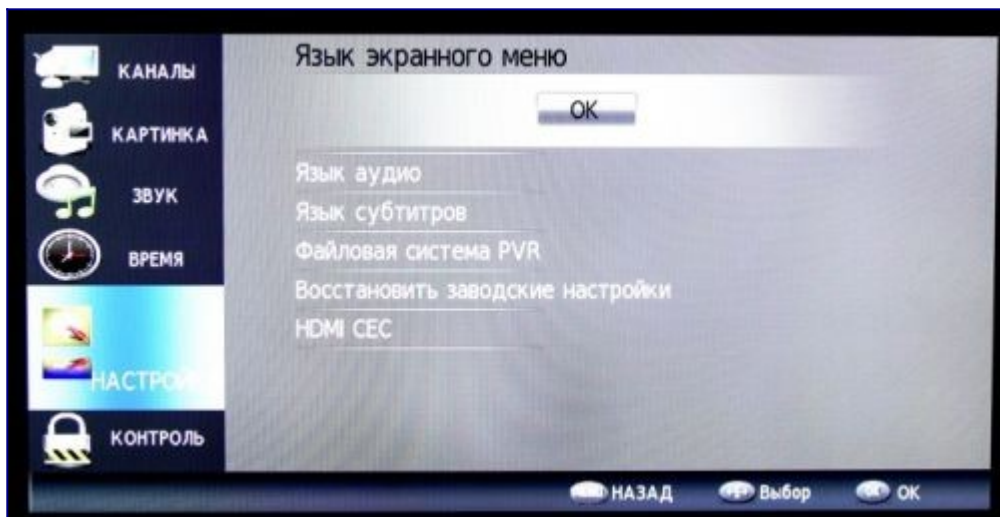 КАНАЛЫ
КАРТИНКА
ЗВУК
ВРЕМЯ
КОНТРОЛЬ
Язык экранного меню
OK
Язык аудио
Язык субтитров
Файловая система PVR
Восстановить заводские настройки
HDMI CEC
НАЗАД
Выбор
OK